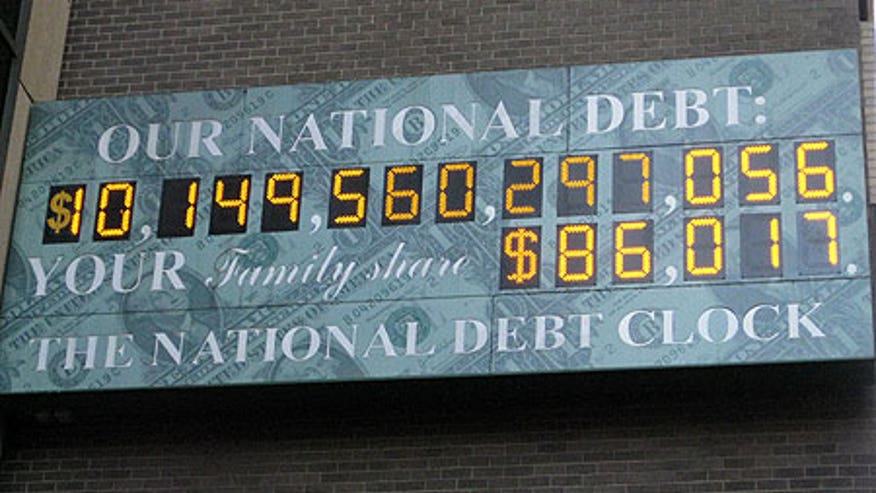 OUR NATIONAL DEBT:
$10,149,560,297,056.
YOUR Family share $86,017.
THE NATIONAL DEBT CLOCK